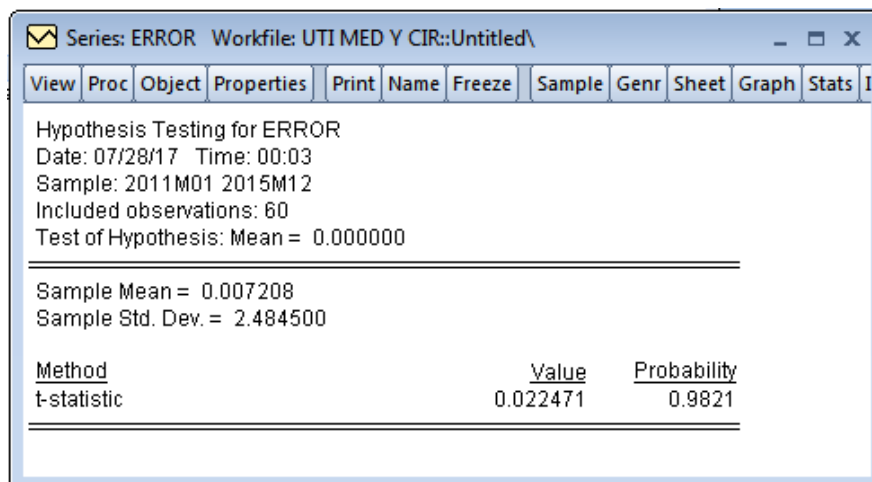 Series: ERROR Workfile: UTI MED Y CIR::Untitled\
View Proc Object Properties Print Name Freeze Sample Genr Sheet Graph Stats
Hypothesis Testing for ERROR
Date: 07/28/17 Time: 00:03
Sample: 2011M01 2015M12
Included observations: 60
Test of Hypothesis: Mean = 0.000000
Sample Mean = 0.007208
Sample Std. Dev. = 2.484500
Method Value Probability
t-statistic 0.022471 0.9821